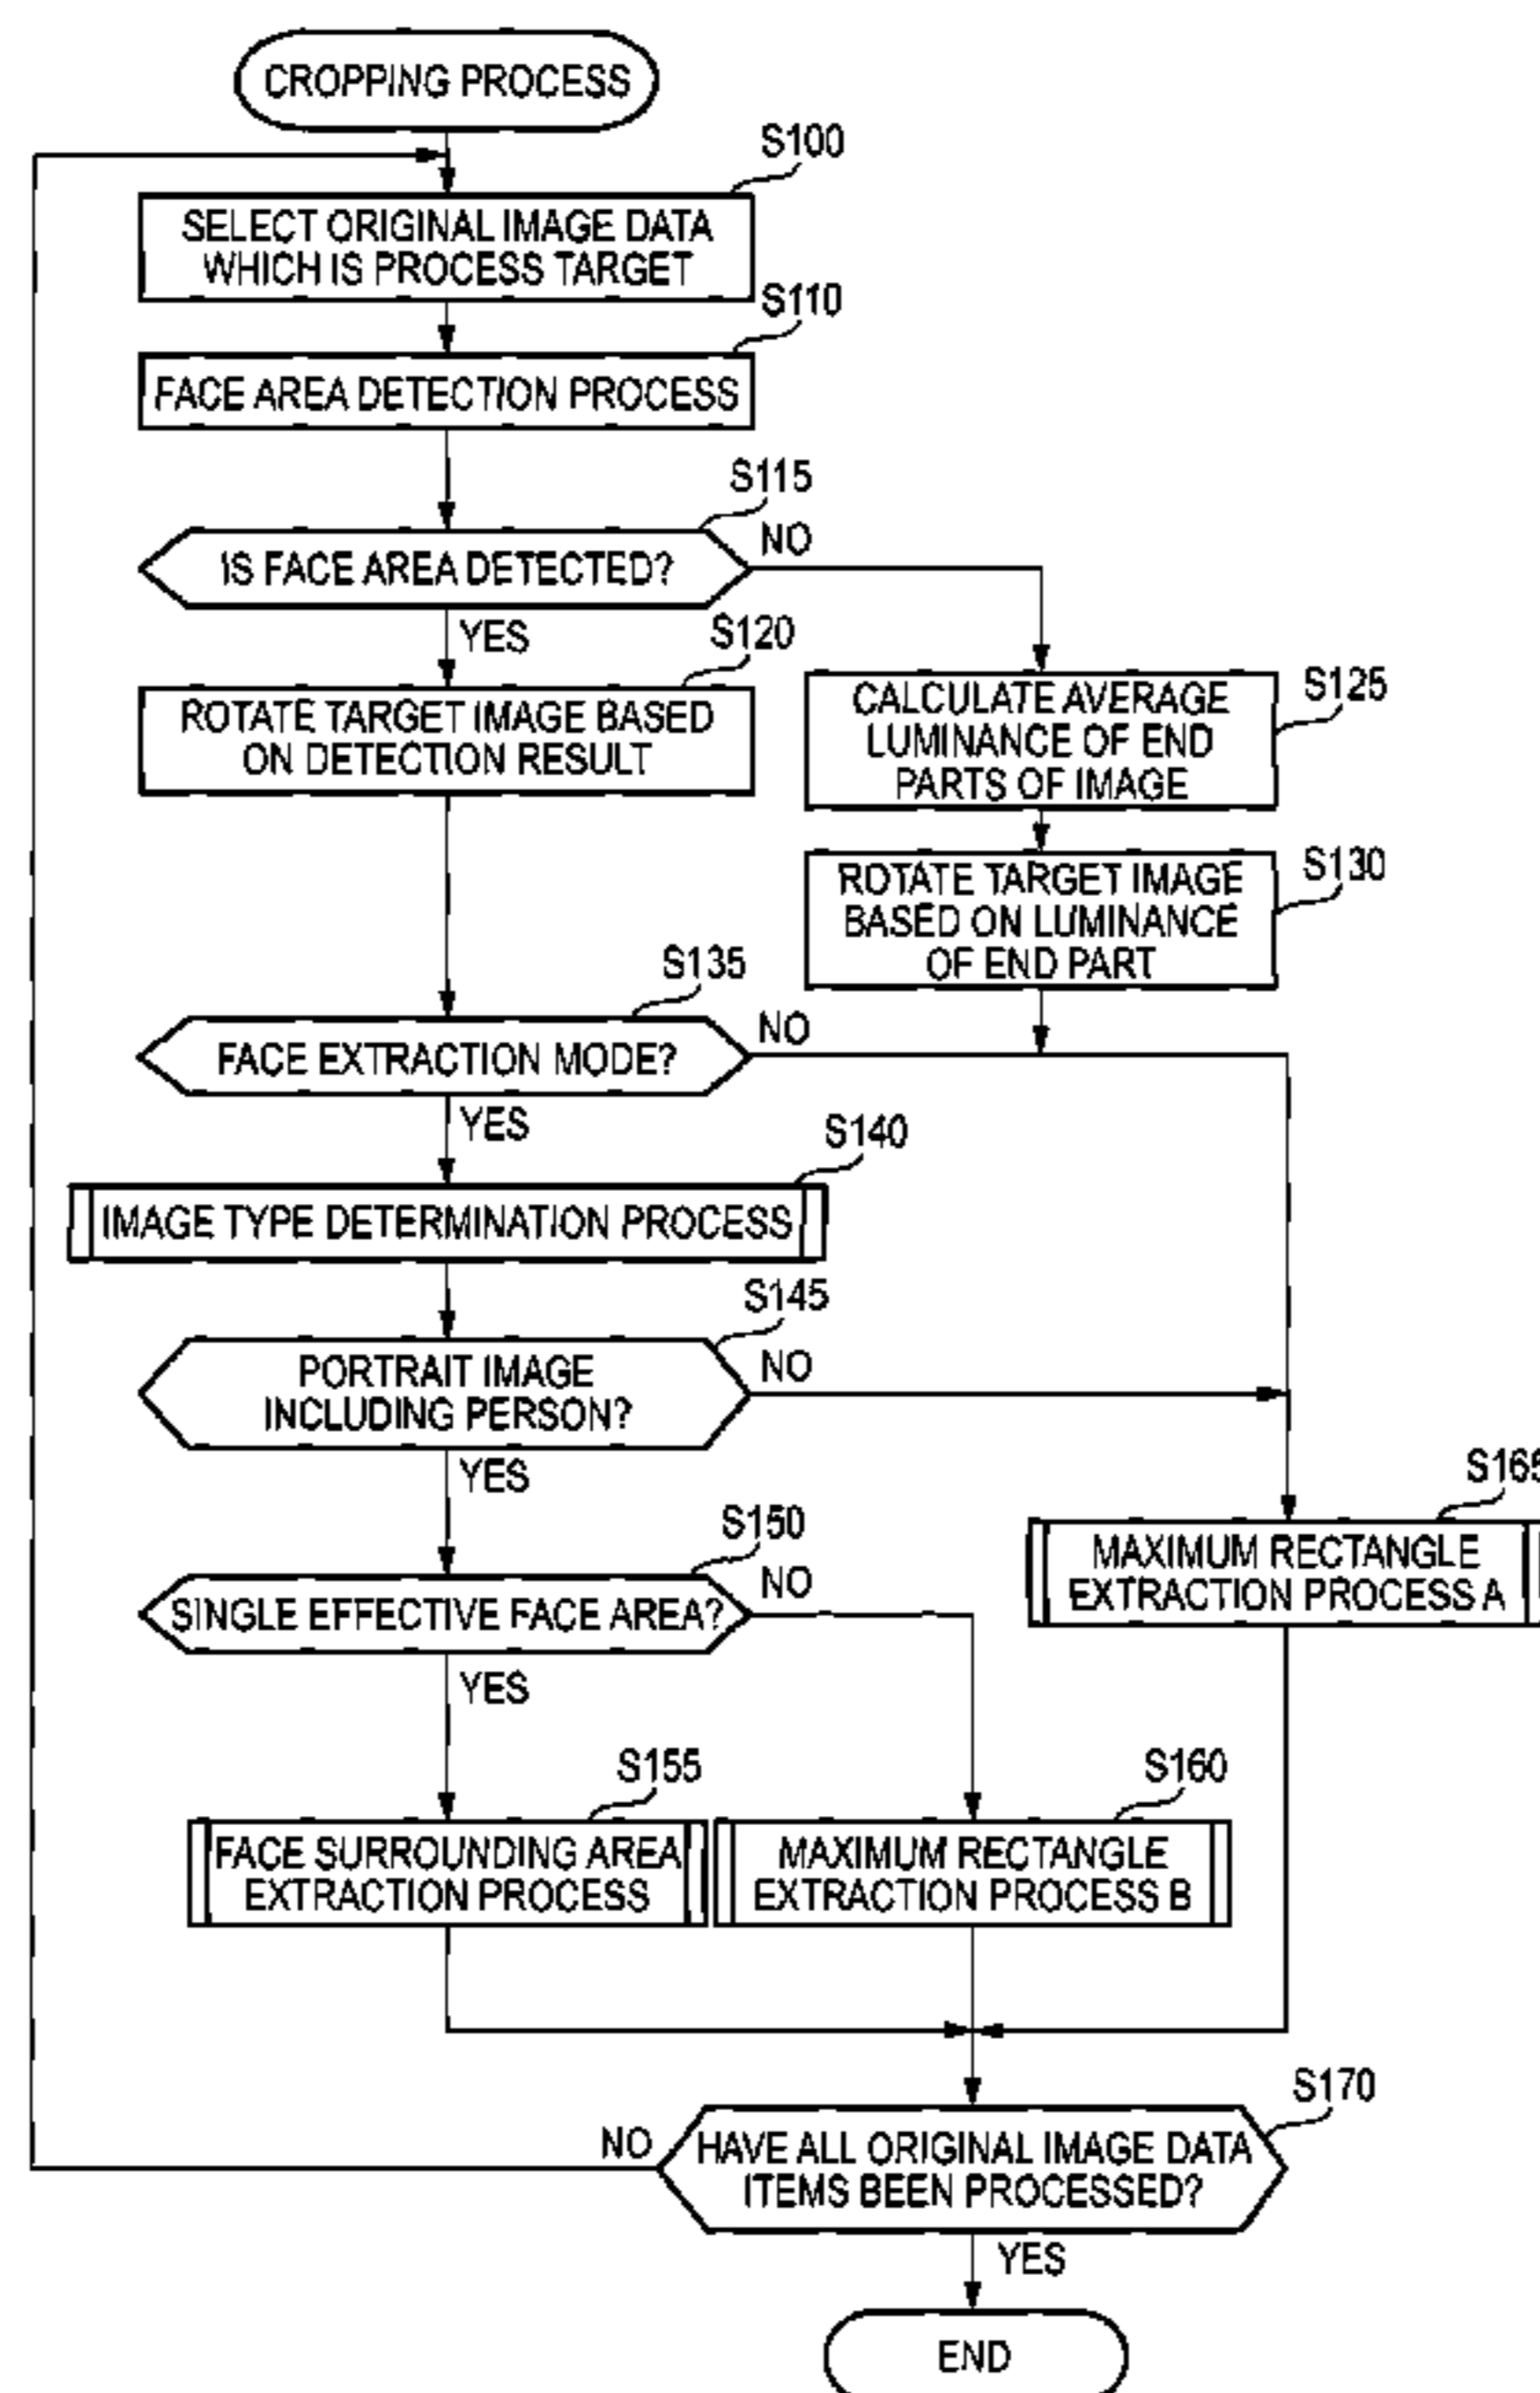 CROPPING PROCESS
S100
SELECT ORIGINAL IMAGE DATA
WHICH IS PROCESS TARGET
S110
FACE AREA DETECTION PROCESS
S115
IS FACE AREA DETECTED?
NO
YES
S120
ROTATE TARGET IMAGE BASED
ON DETECTION RESULT
S125
CALCULATE AVERAGE
LUMINANCE OF END
PARTS OF IMAGE
S130
ROTATE TARGET IMAGE
BASED ON LUMINANCE
OF END PART
S135
FACE EXTRACTION MODE?
NO
YES
S140
IMAGE TYPE DETERMINATION PROCESS
S145
PORTRAIT IMAGE
INCLUDING PERSON?
NO
YES
S165
MAXIMUM RECTANGLE
EXTRACTION PROCESS A
S150
SINGLE EFFECTIVE FACE AREA?
NO
YES
S155
FACE SURROUNDING AREA
EXTRACTION PROCESS
S160
MAXIMUM RECTANGLE
EXTRACTION PROCESS B
S170
HAVE ALL ORIGINAL IMAGE DATA
ITEMS BEEN PROCESSED?
NO
YES
END